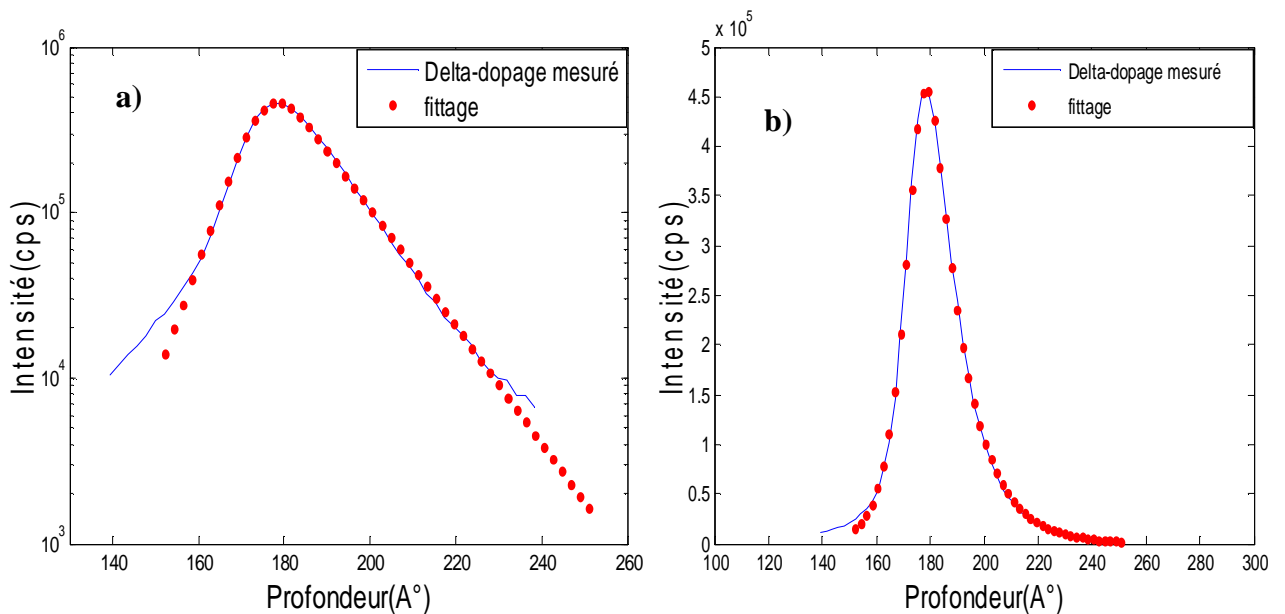 a)
Delta-dopage mesuré
fittage
Intensité(cps)
10^6
10^5
10^4
10^3
140 160 180 200 220 240 260
Profondeur(A°)
x 10^5
b)
Delta-dopage mesuré
fittage
Intensité(cps)
5
4.5
4
3.5
3
2.5
2
1.5
1
0.5
0
100 120 140 160 180 200 220 240 260 280 300
Profondeur(A°)